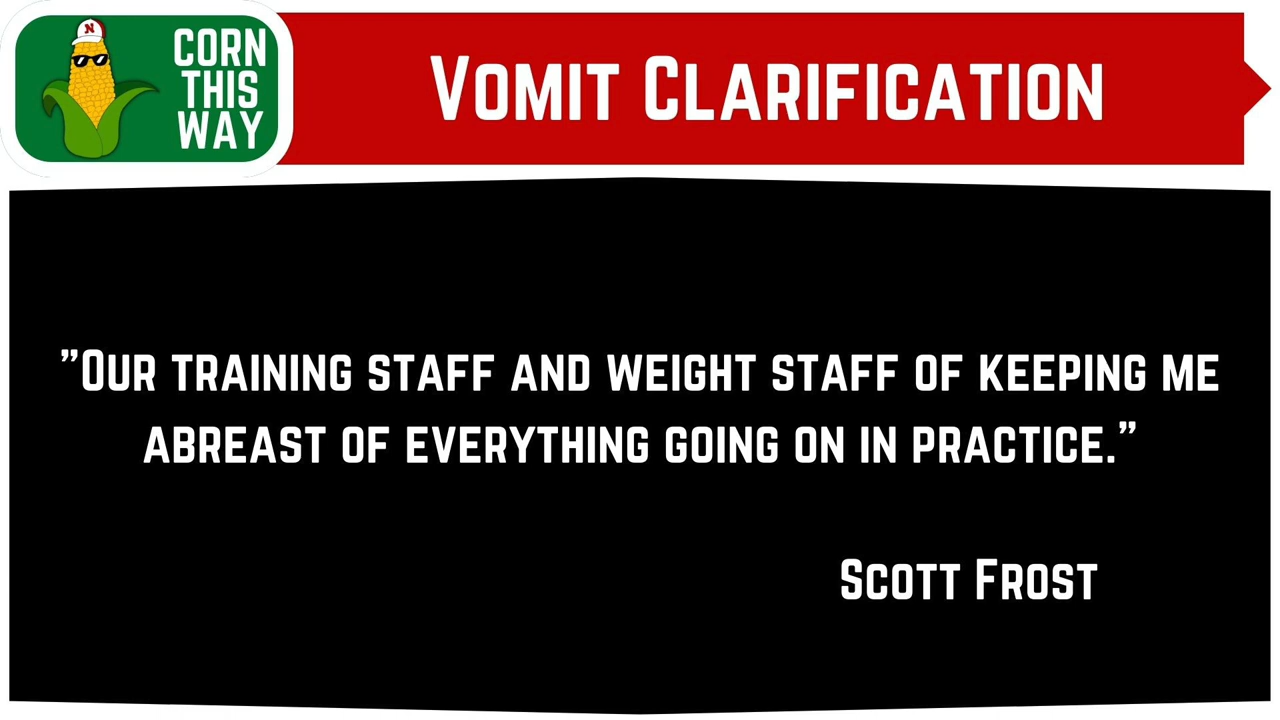 N
CORN
THIS
WAY
VOMIT CLARIFICATION
"OUR TRAINING STAFF AND WEIGHT STAFF OF KEEPING ME
ABREAST OF EVERYTHING GOING ON IN PRACTICE."
SCOTT FROST